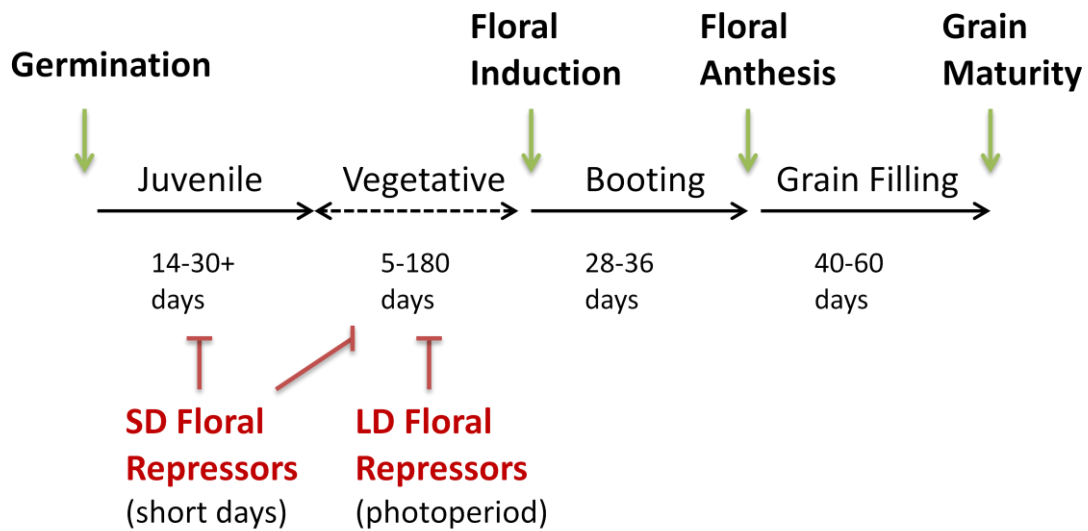 Germination
Floral
Induction
Floral
Anthesis
Grain
Maturity
Juvenile
Vegetative
Booting
Grain Filling
14-30+
days
5-180
days
28-36
days
40-60
days
SD Floral
Repressors
(short days)
LD Floral
Repressors
(photoperiod)